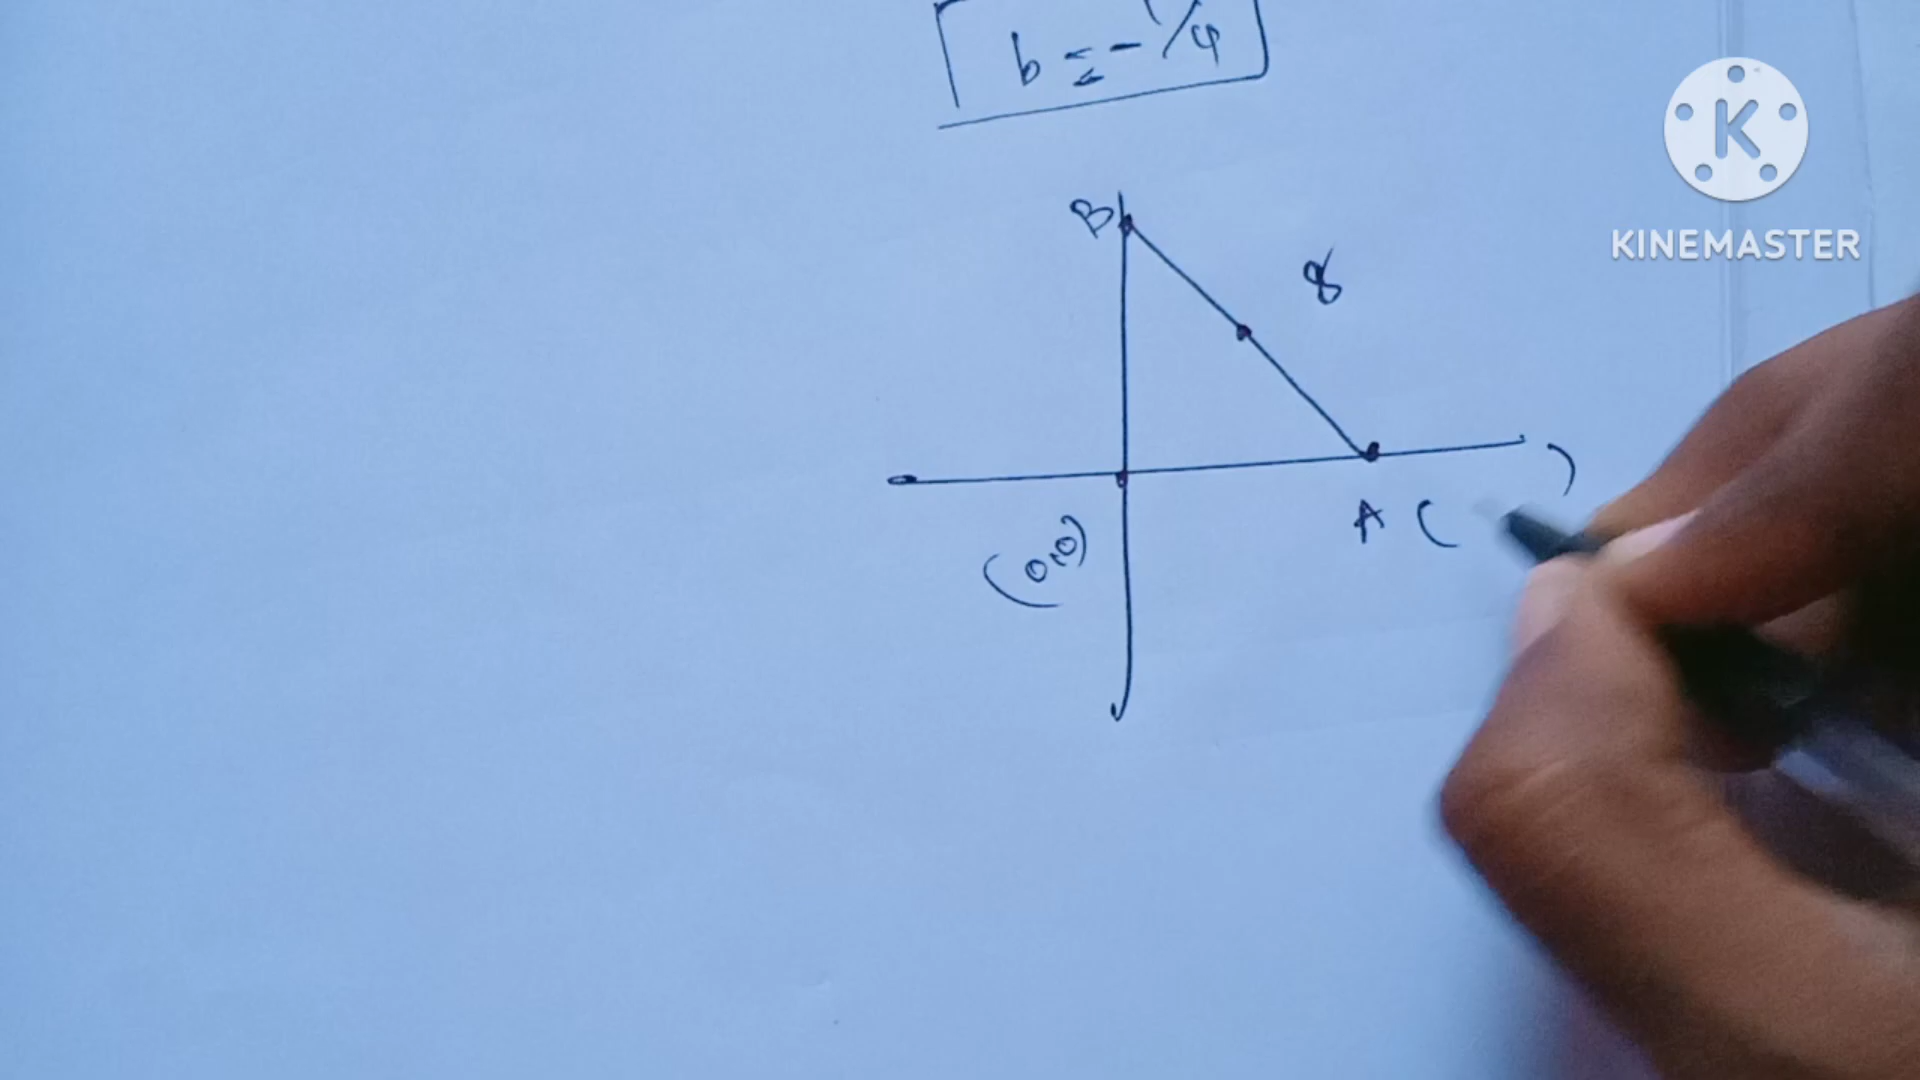 b = -1/4
K
KINEMASTER
B
8
A ( )
(0,0)